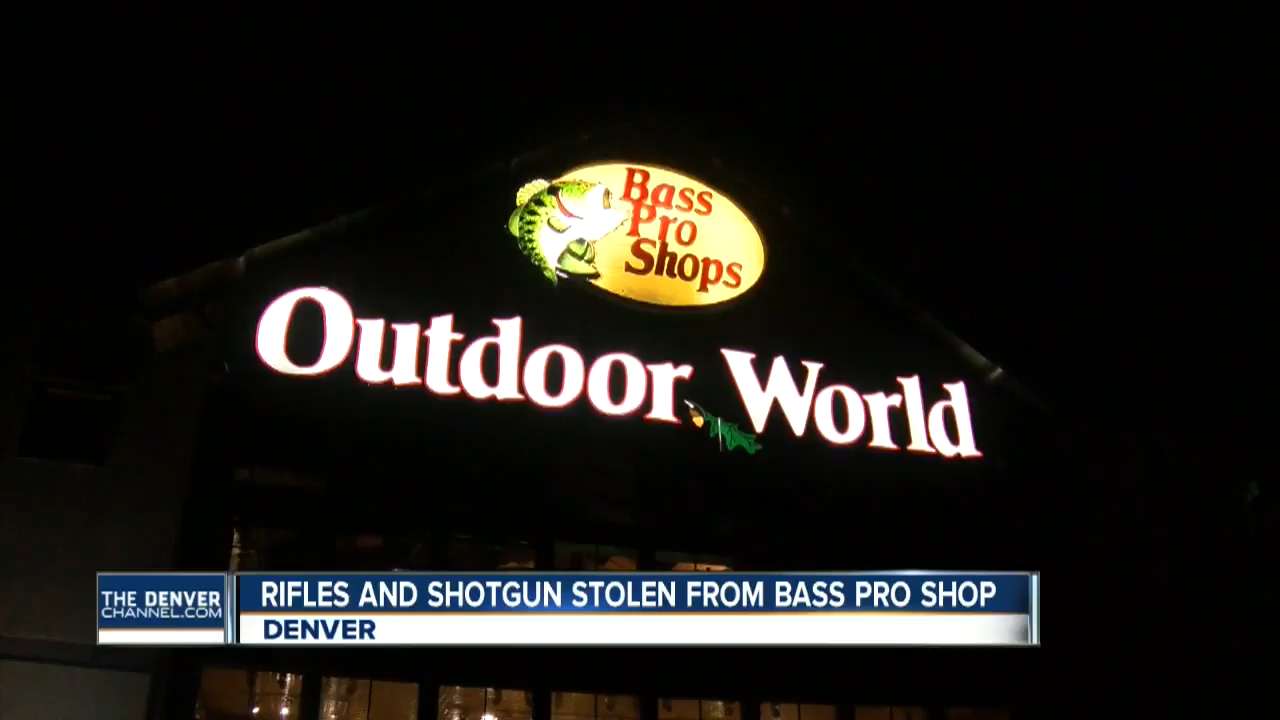 Bass
Pro
Shops
Outdoor World
THE DENVER
CHANNEL.COM
RIFLES AND SHOTGUN STOLEN FROM BASS PRO SHOP
DENVER